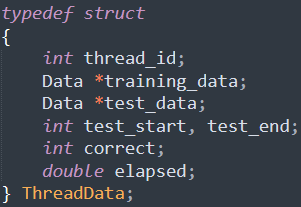 typedef struct
{
    int thread_id;
    Data *training_data;
    Data *test_data;
    int test_start, test_end;
    int correct;
    double elapsed;
} ThreadData;